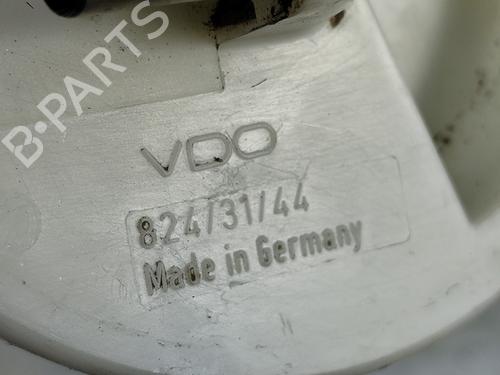 B-PARTS
VDO
824/31/44
Made in Germany